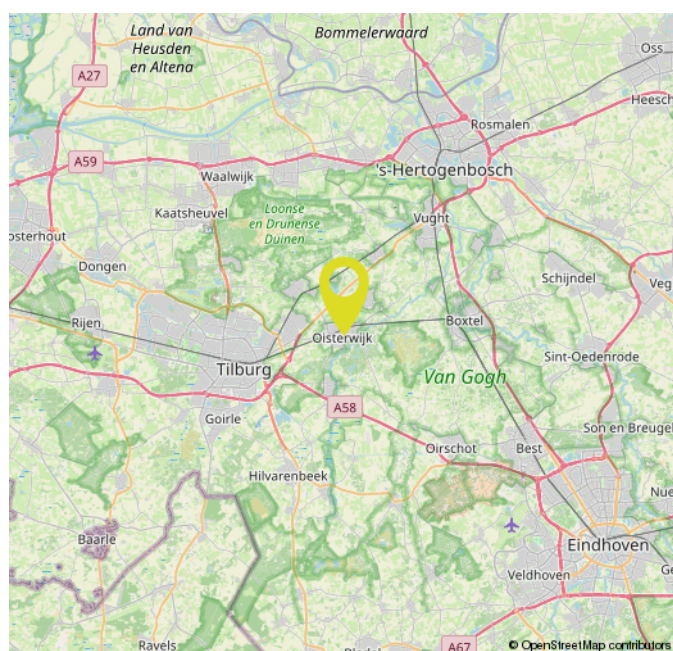 Land van
Heusden
en Altena
Bommelerwaard
Oss
A27
Heesch
Rosmalen
A59
's-Hertogenbosch
Waalwijk
Kaatsheuvel
Loonse
en Drunense
Duinen
Vught
osterhout
Dongen
Schijndel
Veg
Rijen
Boxtel
Oisterwijk
Sint-Oedenrode
Tilburg
Van Gogh
A58
Goirle
Son en Breugel
Oirschot
Best
Hilvarenbeek
Nue
Baarle
Eindhoven
Veldhoven
Ge
Ravels
A67
© OpenStreetMap contributors